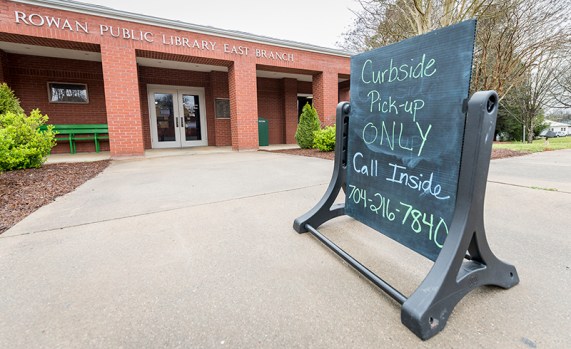 ROWAN PUBLIC LIBRARY EAST BRANCH
Curbside
Pick-up
ONLY
Call Inside
704-216-7840